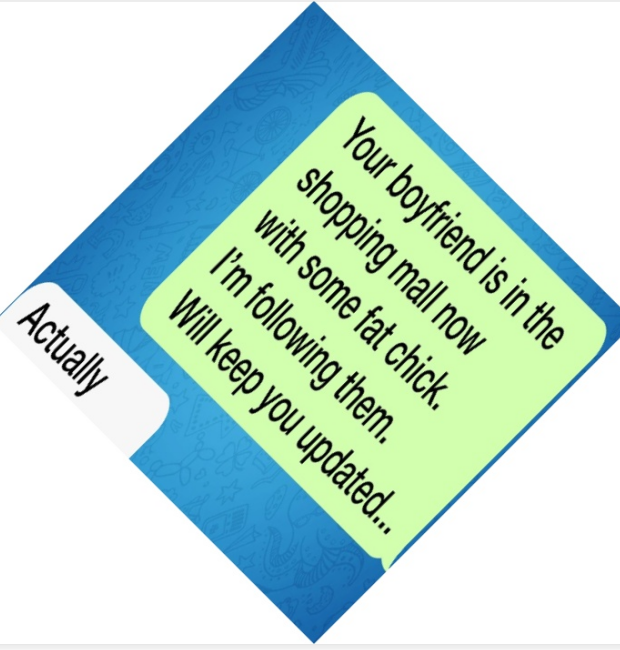 Your boyfriend is in the
shopping mall now
with some fat chick.
I'm following them.
Will keep you updated...
Actually